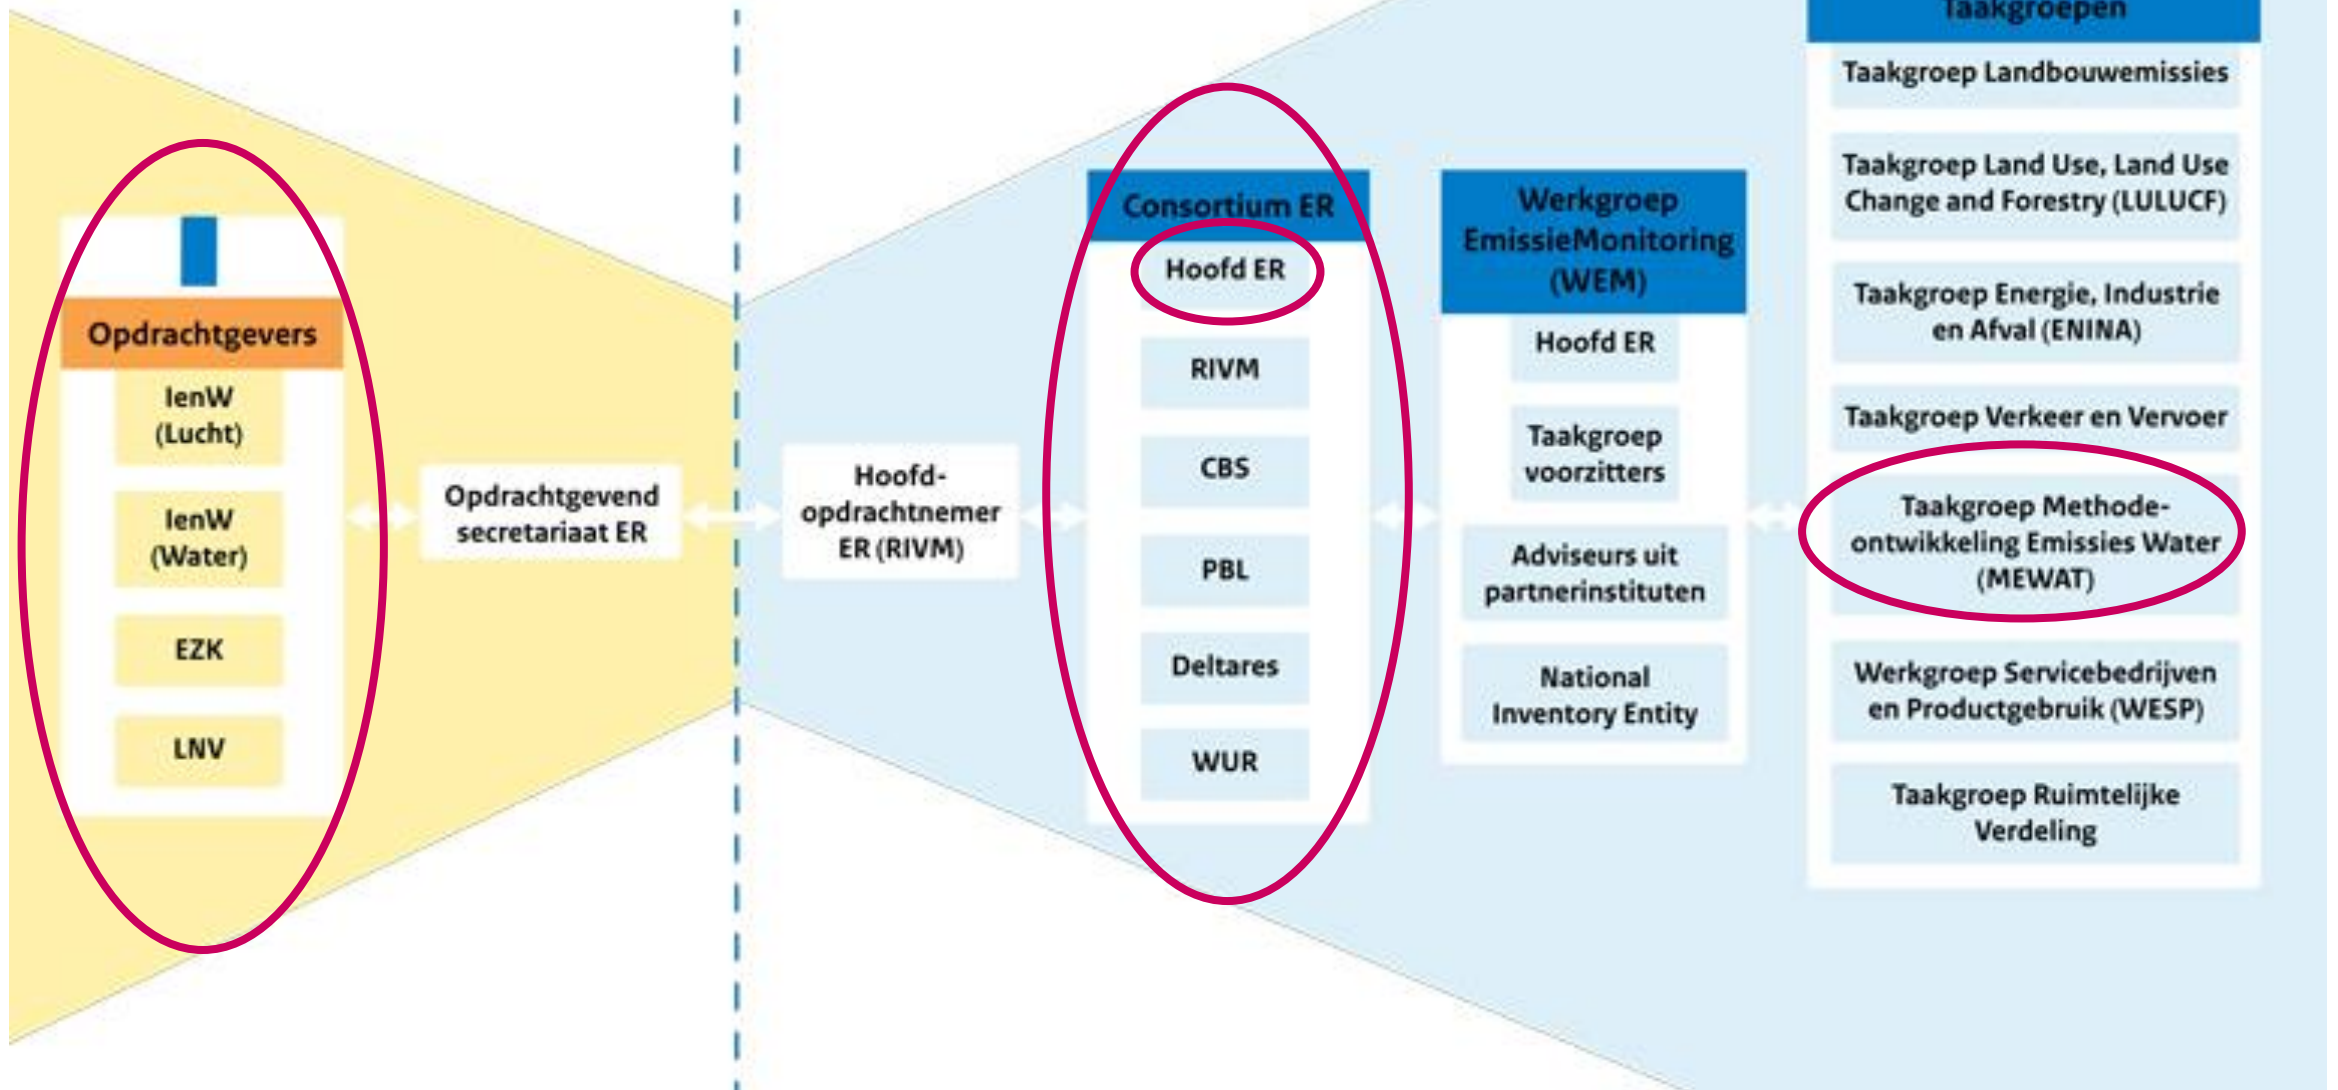 Opdrachtgevers
IenW
(Lucht)
IenW
(Water)
EZK
LNV
Opdrachtgevend
secretariaat ER
Hoofd-
opdrachtnemer
ER (RIVM)
Consortium ER
Hoofd ER
RIVM
CBS
PBL
Deltares
WUR
Werkgroep
EmissieMonitoring
(WEM)
Hoofd ER
Taakgroep
voorzitters
Adviseurs uit
partnerinstituten
National
Inventory Entity
Taakgroepen
Taakgroep Landbouwemissies
Taakgroep Land Use, Land Use
Change and Forestry (LULUCF)
Taakgroep Energie, Industrie
en Afval (ENINA)
Taakgroep Verkeer en Vervoer
Taakgroep Methode-
ontwikkeling Emissies Water
(MEWAT)
Werkgroep Servicebedrijven
en Productgebruik (WESP)
Taakgroep Ruimtelijke
Verdeling